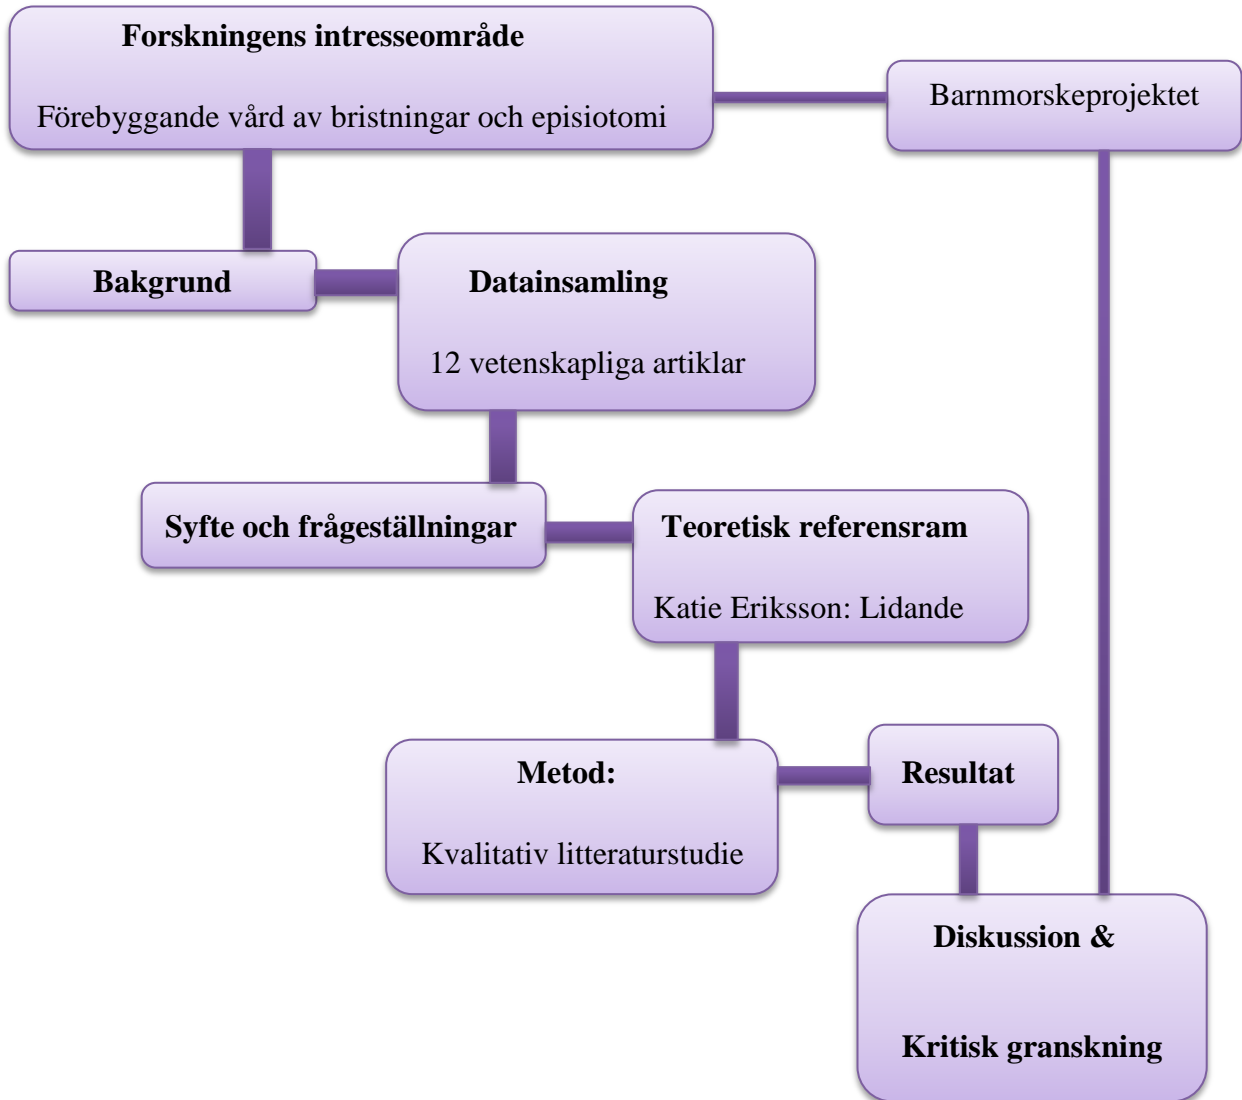 Forskningens intresseområde
Förebyggande vård av bristningar och episiotomi
Barnmorskeprojektet
Bakgrund
Datainsamling
12 vetenskapliga artiklar
Syfte och frågeställningar
Teoretisk referensram
Katie Eriksson: Lidande
Metod:
Kvalitativ litteraturstudie
Resultat
Diskussion &
Kritisk granskning